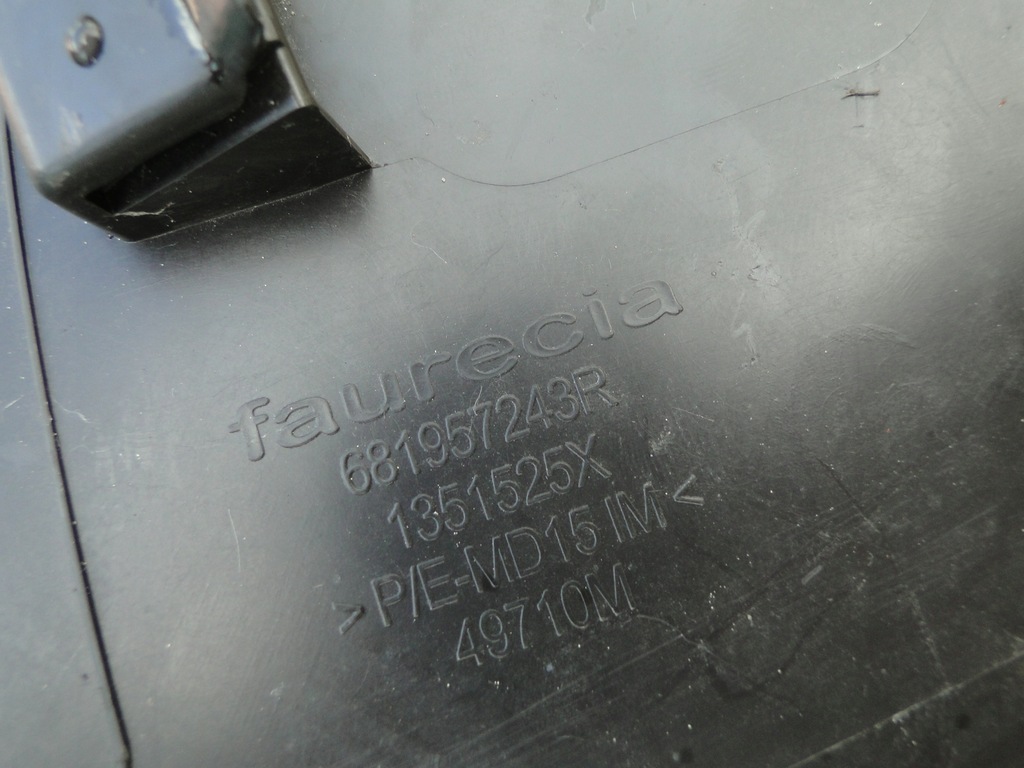 faurecia
681957243R
1351525X
>P/E-MD15 IM<
49710M